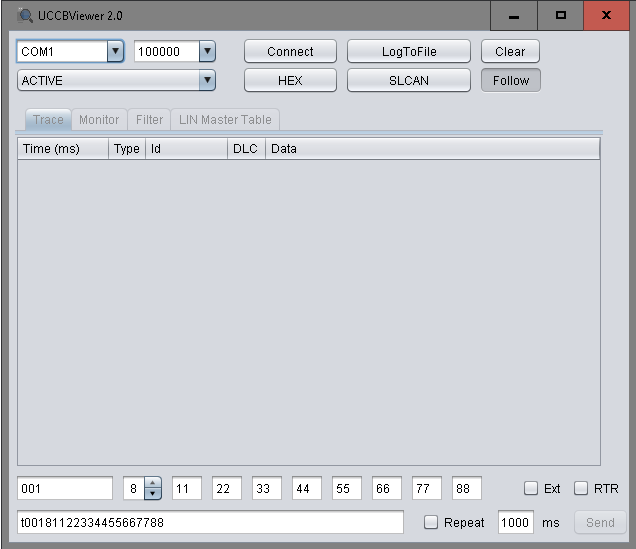 UCCBViewer 2.0
COM1 100000 Connect LogToFile Clear
ACTIVE HEX SLCAN Follow
Trace Monitor Filter LIN Master Table
Time (ms) Type Id DLC Data
001 8 11 22 33 44 55 66 77 88 Ext RTR
t00181122334455667788 Repeat 1000 ms Send